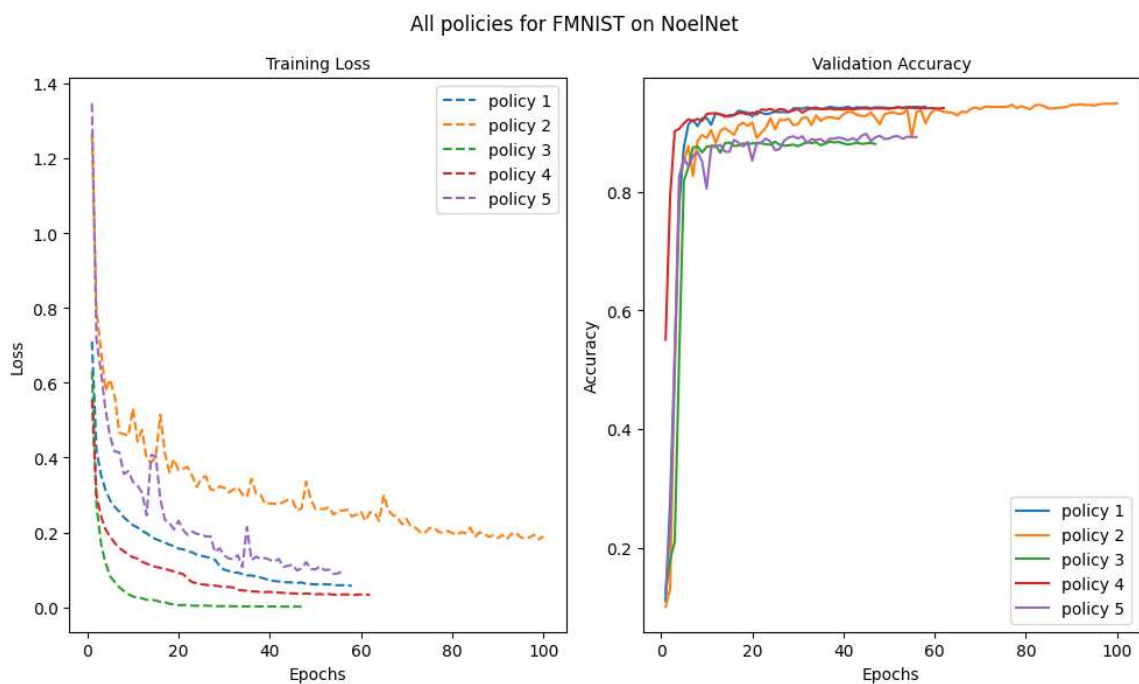 All policies for FMNIST on NoelNet
Training Loss
1.4
1.2
1.0
0.8
0.6
0.4
0.2
0.0
Loss
0
20
40
60
80
100
Epochs
policy 1
policy 2
policy 3
policy 4
policy 5
Validation Accuracy
0.8
0.6
0.4
0.2
Accuracy
0
20
40
60
80
100
Epochs
policy 1
policy 2
policy 3
policy 4
policy 5